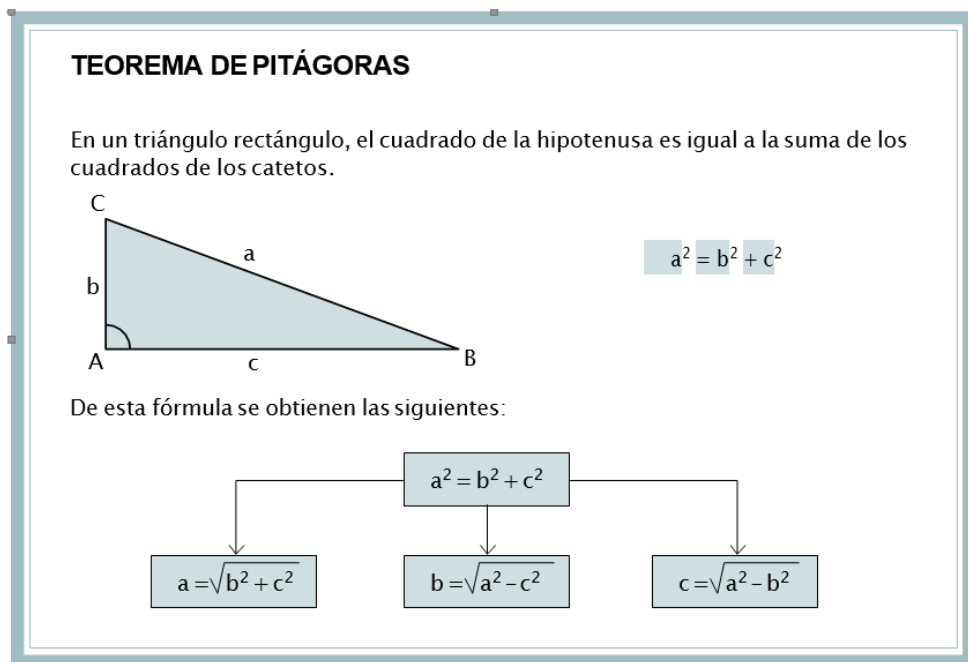 TEOREMA DE PITÁGORAS
En un triángulo rectángulo, el cuadrado de la hipotenusa es igual a la suma de los
cuadrados de los catetos.
C
a
b
a² = b² + c²
A
c
B
De esta fórmula se obtienen las siguientes:
a² = b² + c²
a = √b² + c²
b = √a² – c²
c = √a² – b²